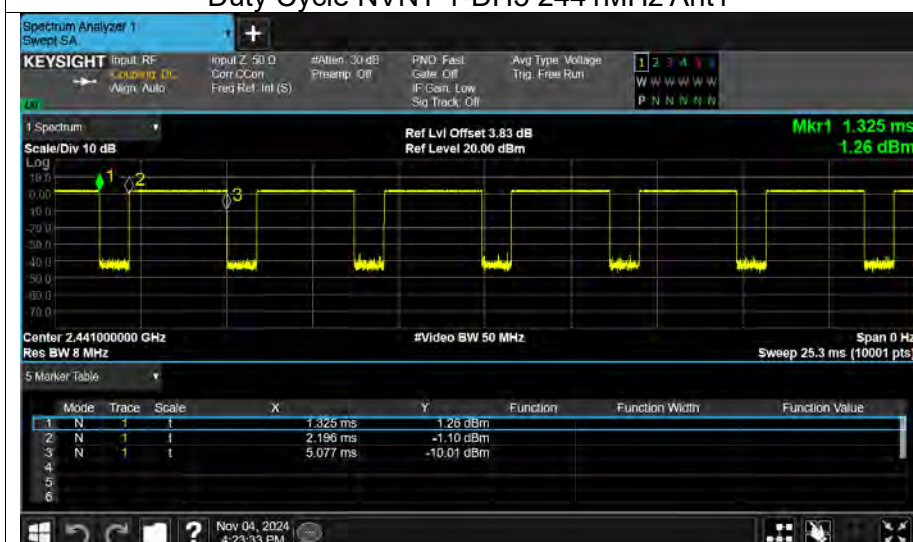 Duty Cycle NVNT 1-DH5 2441MHz Ant1
Spectrum Analyzer 1
Swept SA
KEYSIGHT Input: RF
Coupling: DC
Align: Auto
Input Z: 50 Ω
Corr CCorr
Freq Ref: Int (S)
#Atten: 30 dB
Preamp: Off
PNO: Fast
Gate: Off
IF Gain: Low
Sig Track: Off
Avg Type: Voltage
Trig: Free Run
1 2 3 4 5 6
W W W W W W
P N N N N N
1 Spectrum
Scale/Div 10 dB
Ref Lvl Offset 3.83 dB
Ref Level 20.00 dBm
Mkr1 1.325 ms
1.26 dBm
Log
10.0
0.00
-10.0
-20.0
-30.0
-40.0
-50.0
-60.0
-70.0
1
2
3
Center 2.441000000 GHz
Res BW 8 MHz
#Video BW 50 MHz
Span 0 Hz
Sweep 25.3 ms (10001 pts)
5 Marker Table
Mode Trace Scale X Y Function Function Width Function Value
1 N 1 t 1.325 ms 1.26 dBm
2 N 1 t 2.196 ms -1.10 dBm
3 N 1 t 5.077 ms -10.01 dBm
4
5
6
Nov 04, 2024
4:23:33 PM